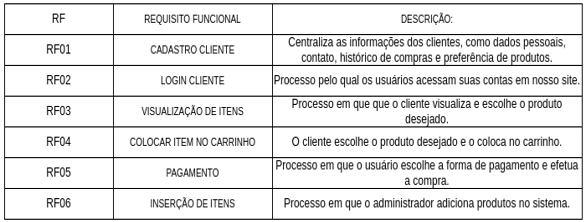 RF REQUISITO FUNCIONAL DESCRIÇÃO:
RF01 CADASTRO CLIENTE Centraliza as informações dos clientes, como dados pessoais,
contato, histórico de compras e preferência de produtos.
RF02 LOGIN CLIENTE Processo pelo qual os usuários acessam suas contas em nosso site.
RF03 VISUALIZAÇÃO DE ITENS Processo em que que o cliente visualiza e escolhe o produto
desejado.
RF04 COLOCAR ITEM NO CARRINHO O cliente escolhe o produto desejado e o coloca no carrinho.
RF05 PAGAMENTO Processo em que o usuário escolhe a forma de pagamento e efetua
a compra.
RF06 INSERÇÃO DE ITENS Processo em que o administrador adiciona produtos no sistema.